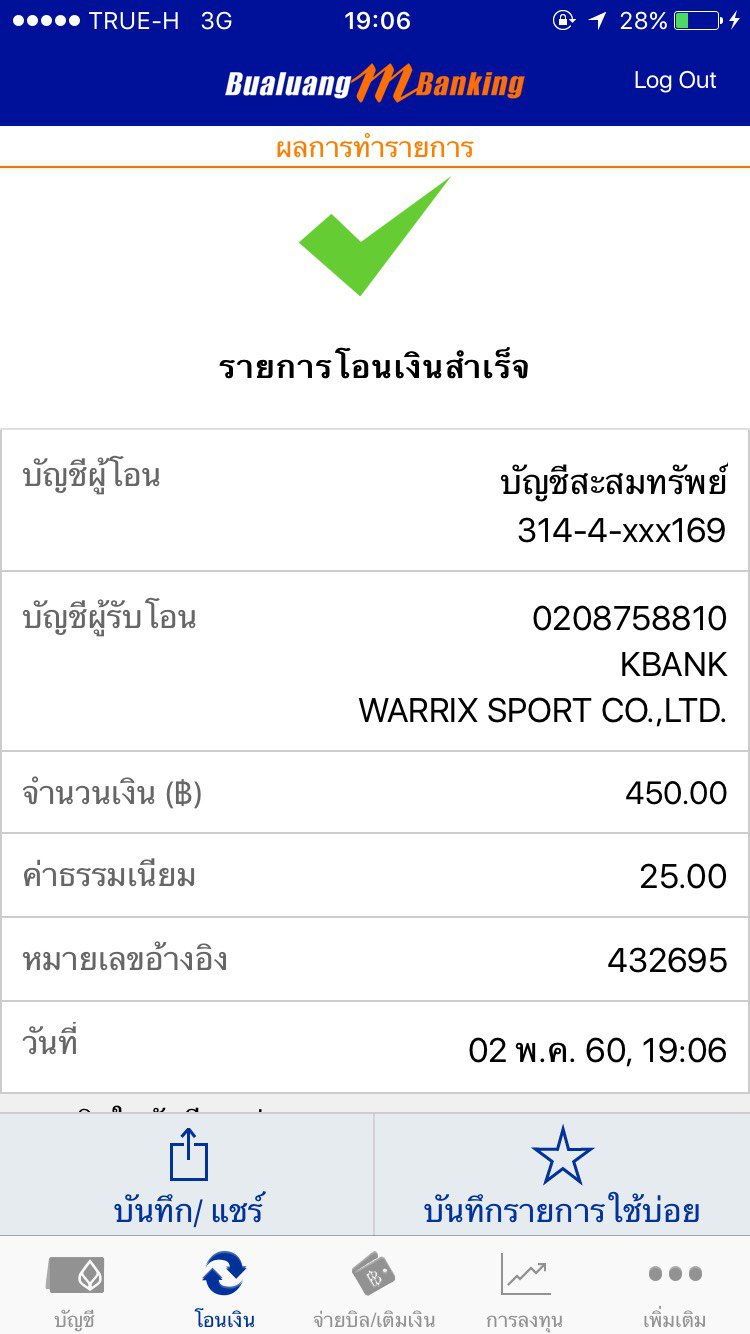 TRUE-H 3G 19:06 28%
Bualuang mBanking Log Out
ผลการทำรายการ
รายการโอนเงินสำเร็จ
บัญชีผู้โอน บัญชีสะสมทรัพย์
314-4-xxx169
บัญชีผู้รับโอน 0208758810
KBANK
WARRIX SPORT CO.,LTD.
จำนวนเงิน (฿) 450.00
ค่าธรรมเนียม 25.00
หมายเลขอ้างอิง 432695
วันที่ 02 พ.ค. 60, 19:06
บันทึก/ แชร์ บันทึกรายการใช้บ่อย
บัญชี โอนเงิน จ่ายบิล/เติมเงิน การลงทุน เพิ่มเติม